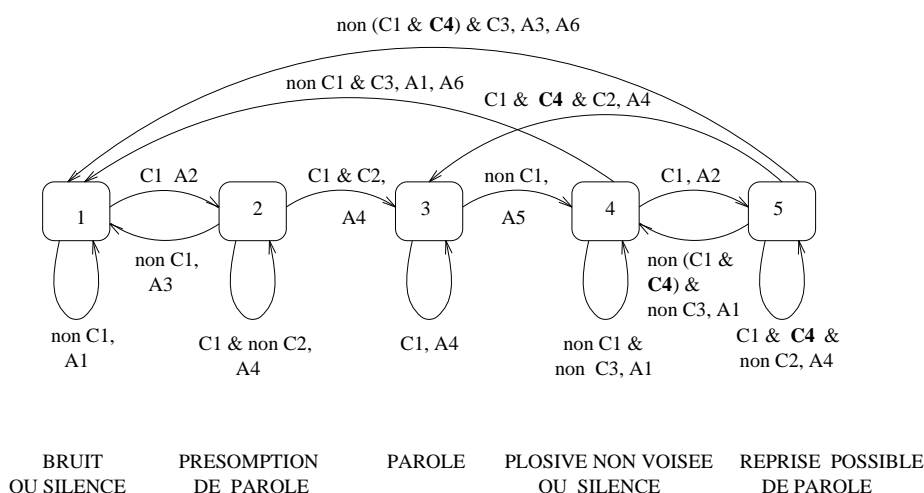 non (C1 & C4) & C3, A3, A6
non C1 & C3, A1, A6
C1 & C4 & C2, A4
C1 A2
C1 & C2,
A4
non C1,
A5
C1, A2
1
2
3
4
5
non C1,
A3
non (C1 &
C4) &
non C3, A1
non C1,
A1
C1 & non C2,
A4
C1, A4
non C1 &
non C3, A1
C1 & C4 &
non C2, A4
BRUIT
OU SILENCE
PRESOMPTION
DE PAROLE
PAROLE
PLOSIVE NON VOISEE
OU SILENCE
REPRISE POSSIBLE
DE PAROLE